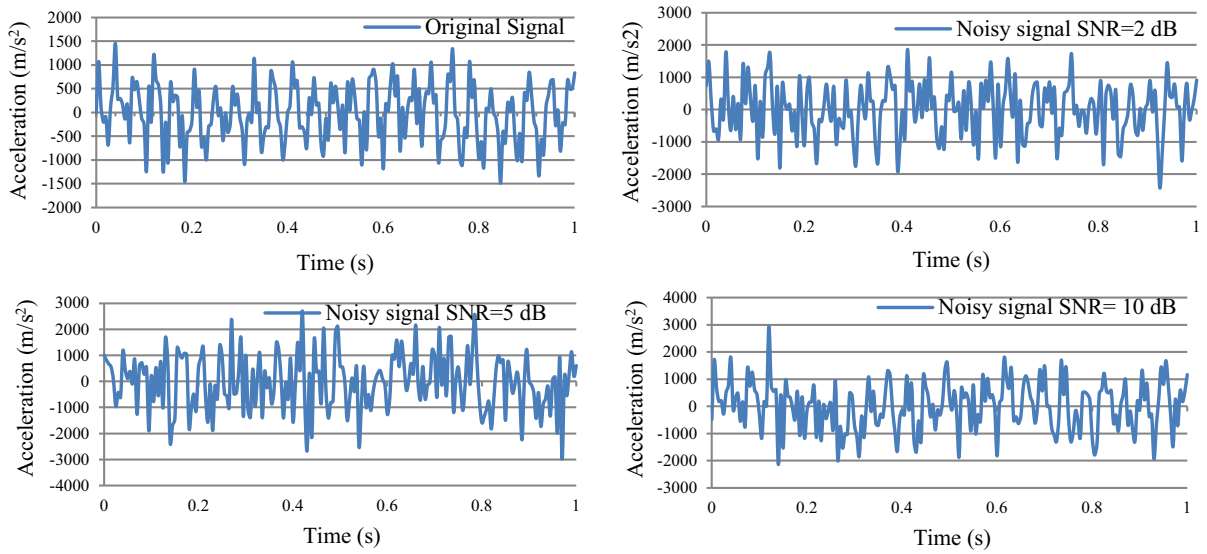 Original Signal
Acceleration (m/s²)
2000
1500
1000
500
0
-500
-1000
-1500
-2000
0 0.2 0.4 0.6 0.8 1
Time (s)
Noisy signal SNR=2 dB
Acceleration (m/s2)
3000
2000
1000
0
-1000
-2000
-3000
0 0.2 0.4 0.6 0.8 1
Time (s)
Noisy signal SNR=5 dB
Acceleration (m/s²)
3000
2000
1000
0
-1000
-2000
-3000
-4000
0 0.2 0.4 0.6 0.8 1
Time (s)
Noisy signal SNR= 10 dB
Acceleration (m/s²)
4000
3000
2000
1000
0
-1000
-2000
-3000
0 0.2 0.4 0.6 0.8 1
Time (s)